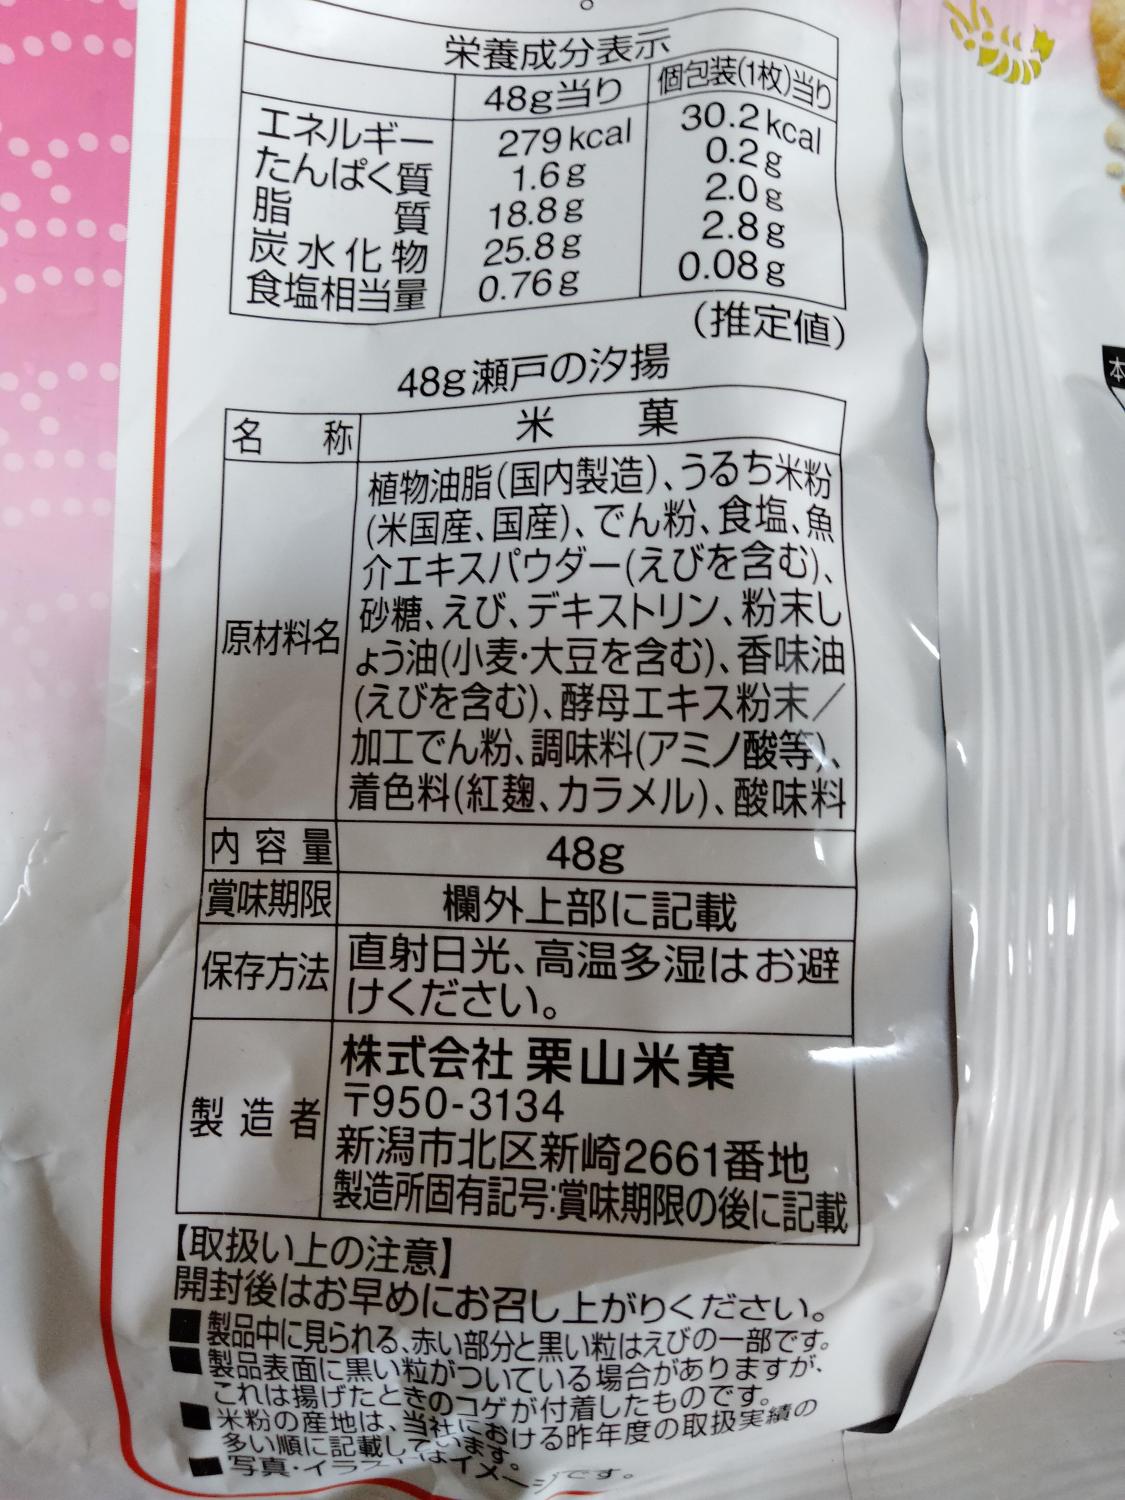 栄養成分表示
48g当り 個包装(1枚)当り
エネルギー 279kcal 30.2kcal
たんぱく質 1.6g 0.2g
脂質 18.8g 2.0g
炭水化物 25.8g 2.8g
食塩相当量 0.76g 0.08g
(推定値)
48g瀬戸の汐揚
名称 米菓
原材料名
植物油脂(国内製造)、うるち米粉
(米国産、国産)、でん粉、食塩、魚
介エキスパウダー(えびを含む)、
砂糖、えび、デキストリン、粉末し
ょう油(小麦・大豆を含む)、香味油
(えびを含む)、酵母エキス粉末/
加工でん粉、調味料(アミノ酸等)、
着色料(紅麹、カラメル)、酸味料
内容量 48g
賞味期限 欄外上部に記載
保存方法 直射日光、高温多湿はお避
けください。
製造者
株式会社 栗山米菓
〒950-3134
新潟市北区新崎2661番地
製造所固有記号:賞味期限の後に記載
【取扱い上の注意】
開封後はお早めにお召し上がりください。
■製品中に見られる、赤い部分と黒い粒はえびの一部です。
■製品表面に黒い粒がついている場合がありますが、
これは揚げたときのコゲが付着したものです。
■米粉の産地は、当社における昨年度の取扱実績の
多い順に記載しています。
■写真・イラストはイメージです。
本